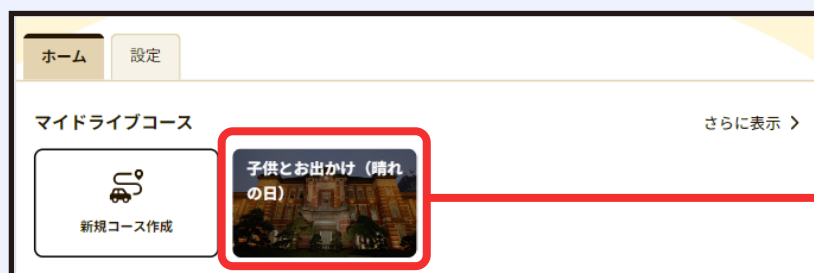 ホーム
設定
マイドライブコース
さらに表示
新規コース作成
子供とお出かけ（晴れ
の日）